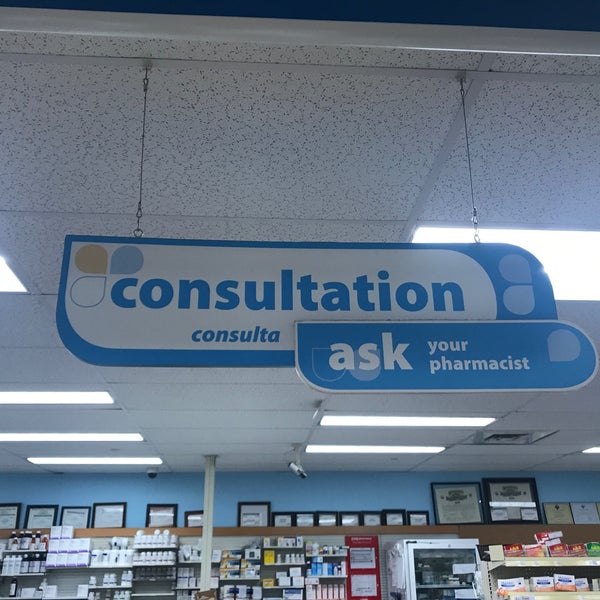 consultation
consulta
ask your
pharmacist